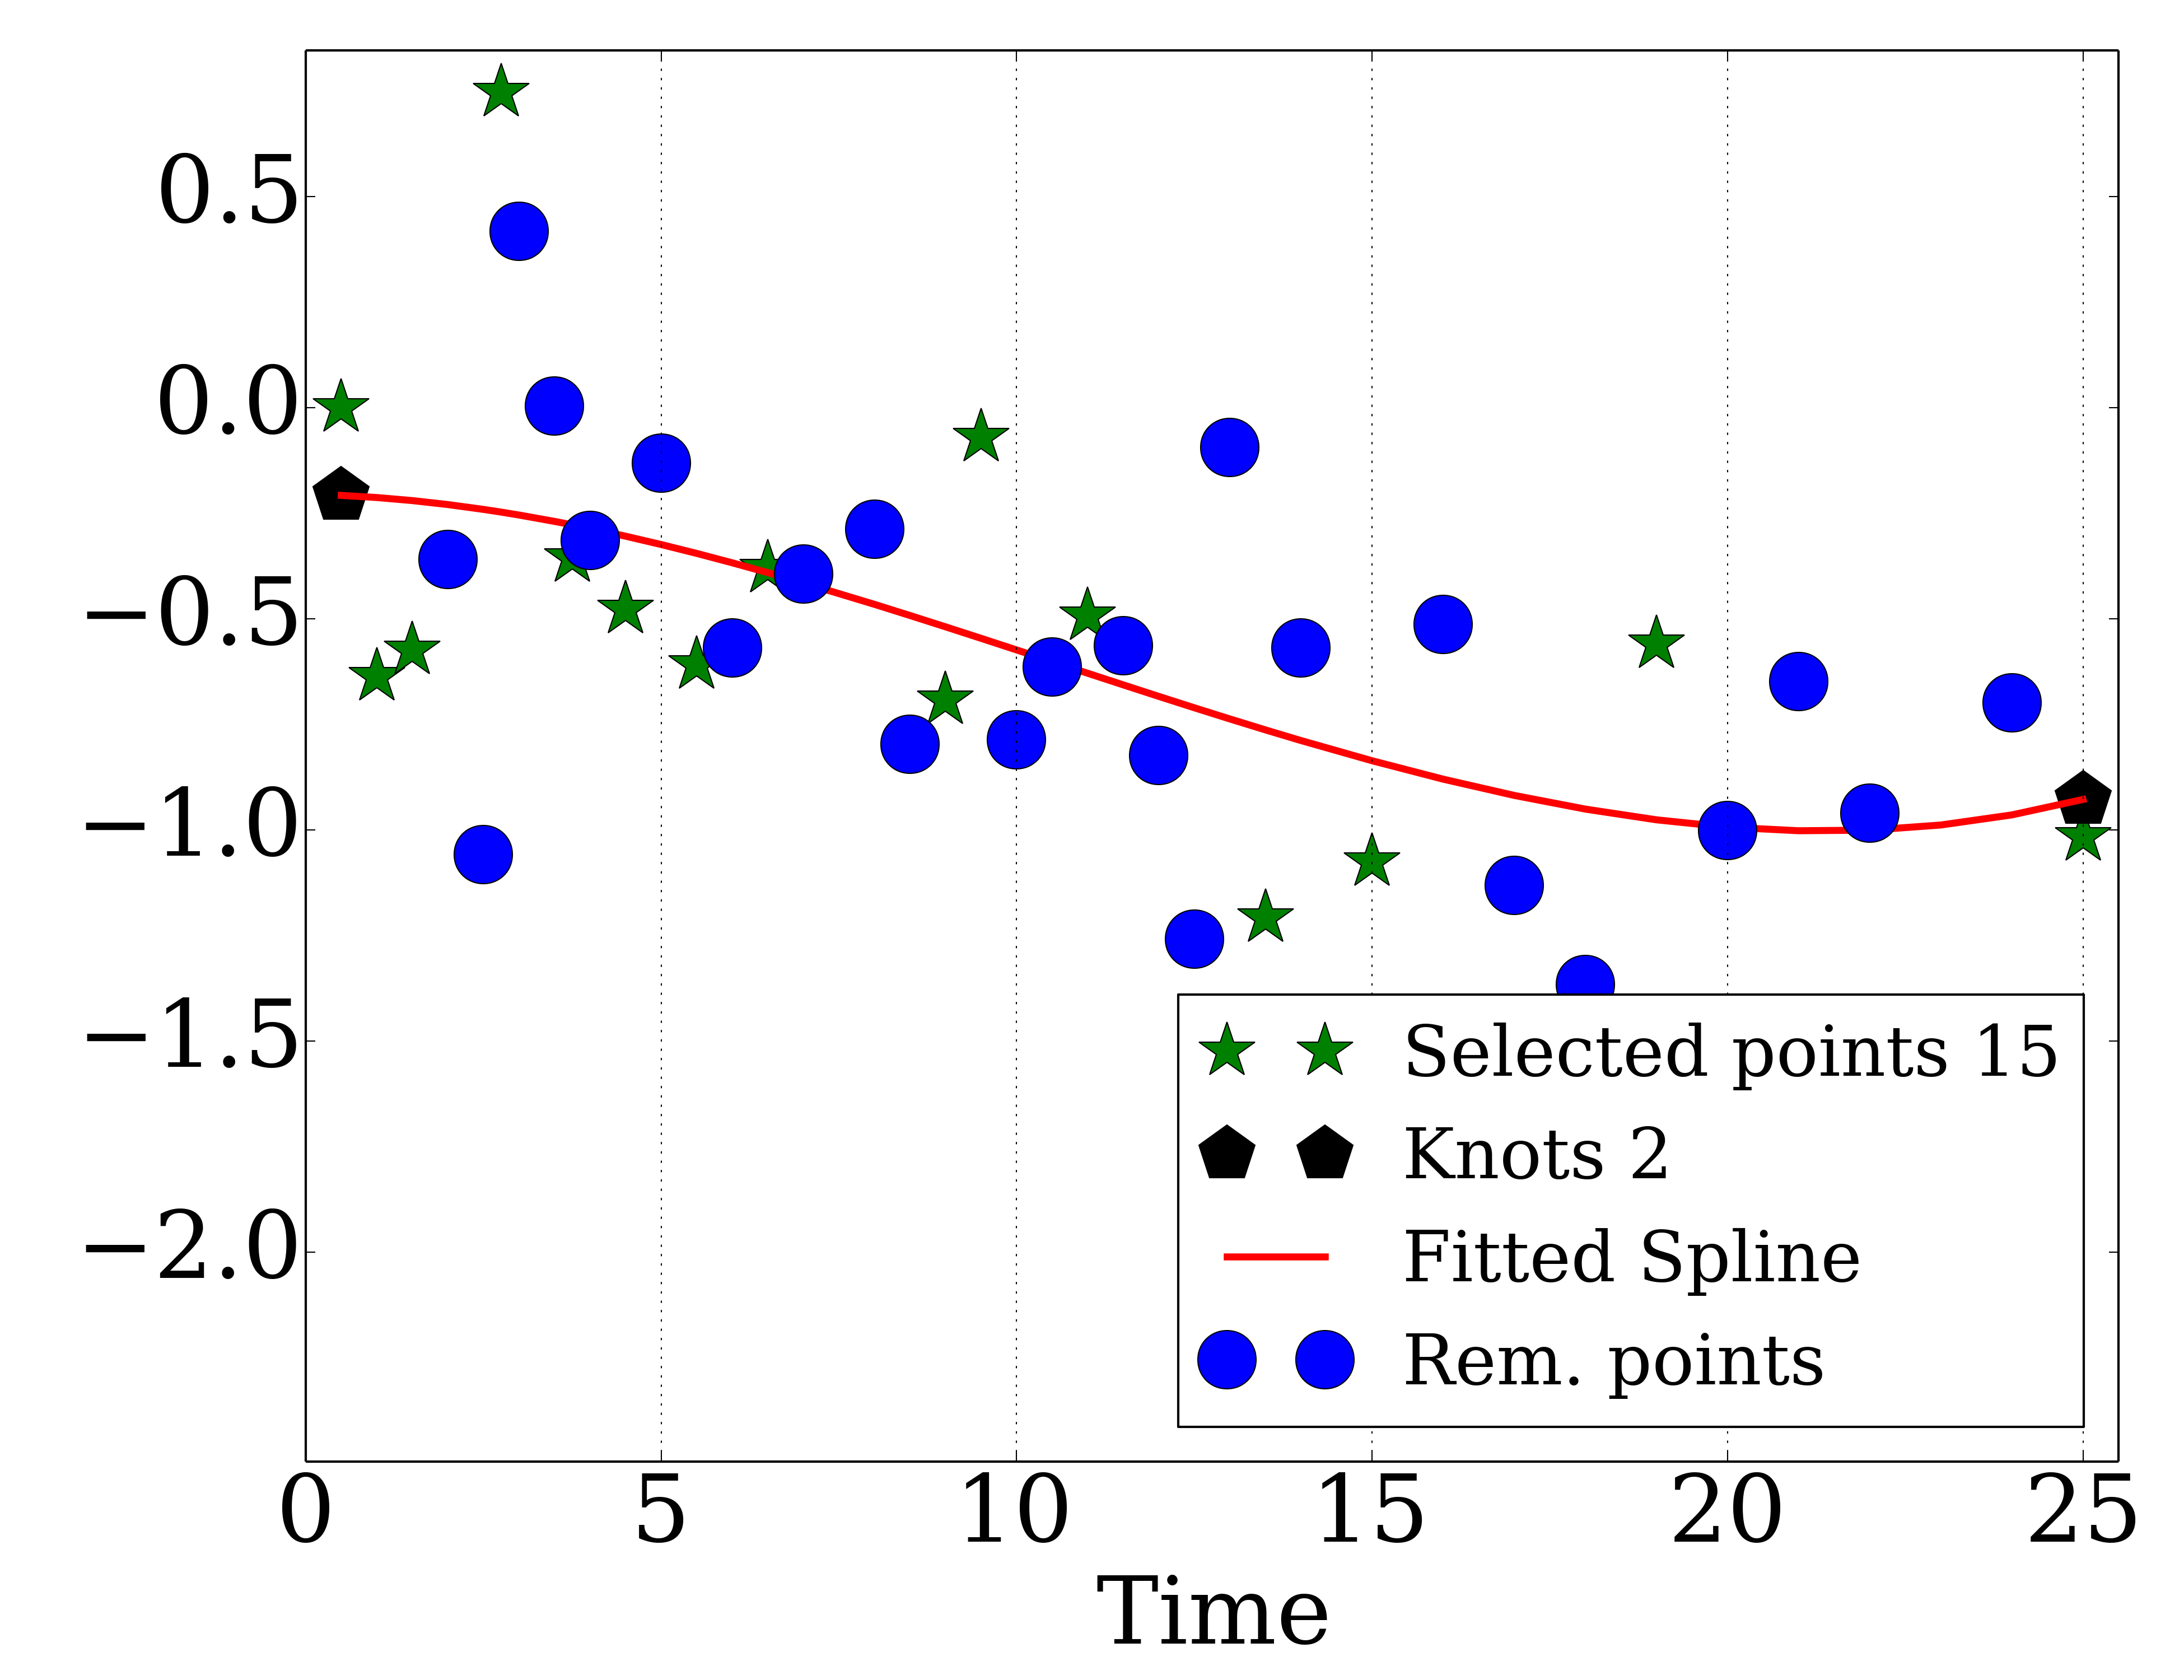 0.5
0.0
−0.5
−1.0
−1.5
−2.0
Selected points 15
Knots 2
Fitted Spline
Rem. points
0 5 10 15 20 25
Time